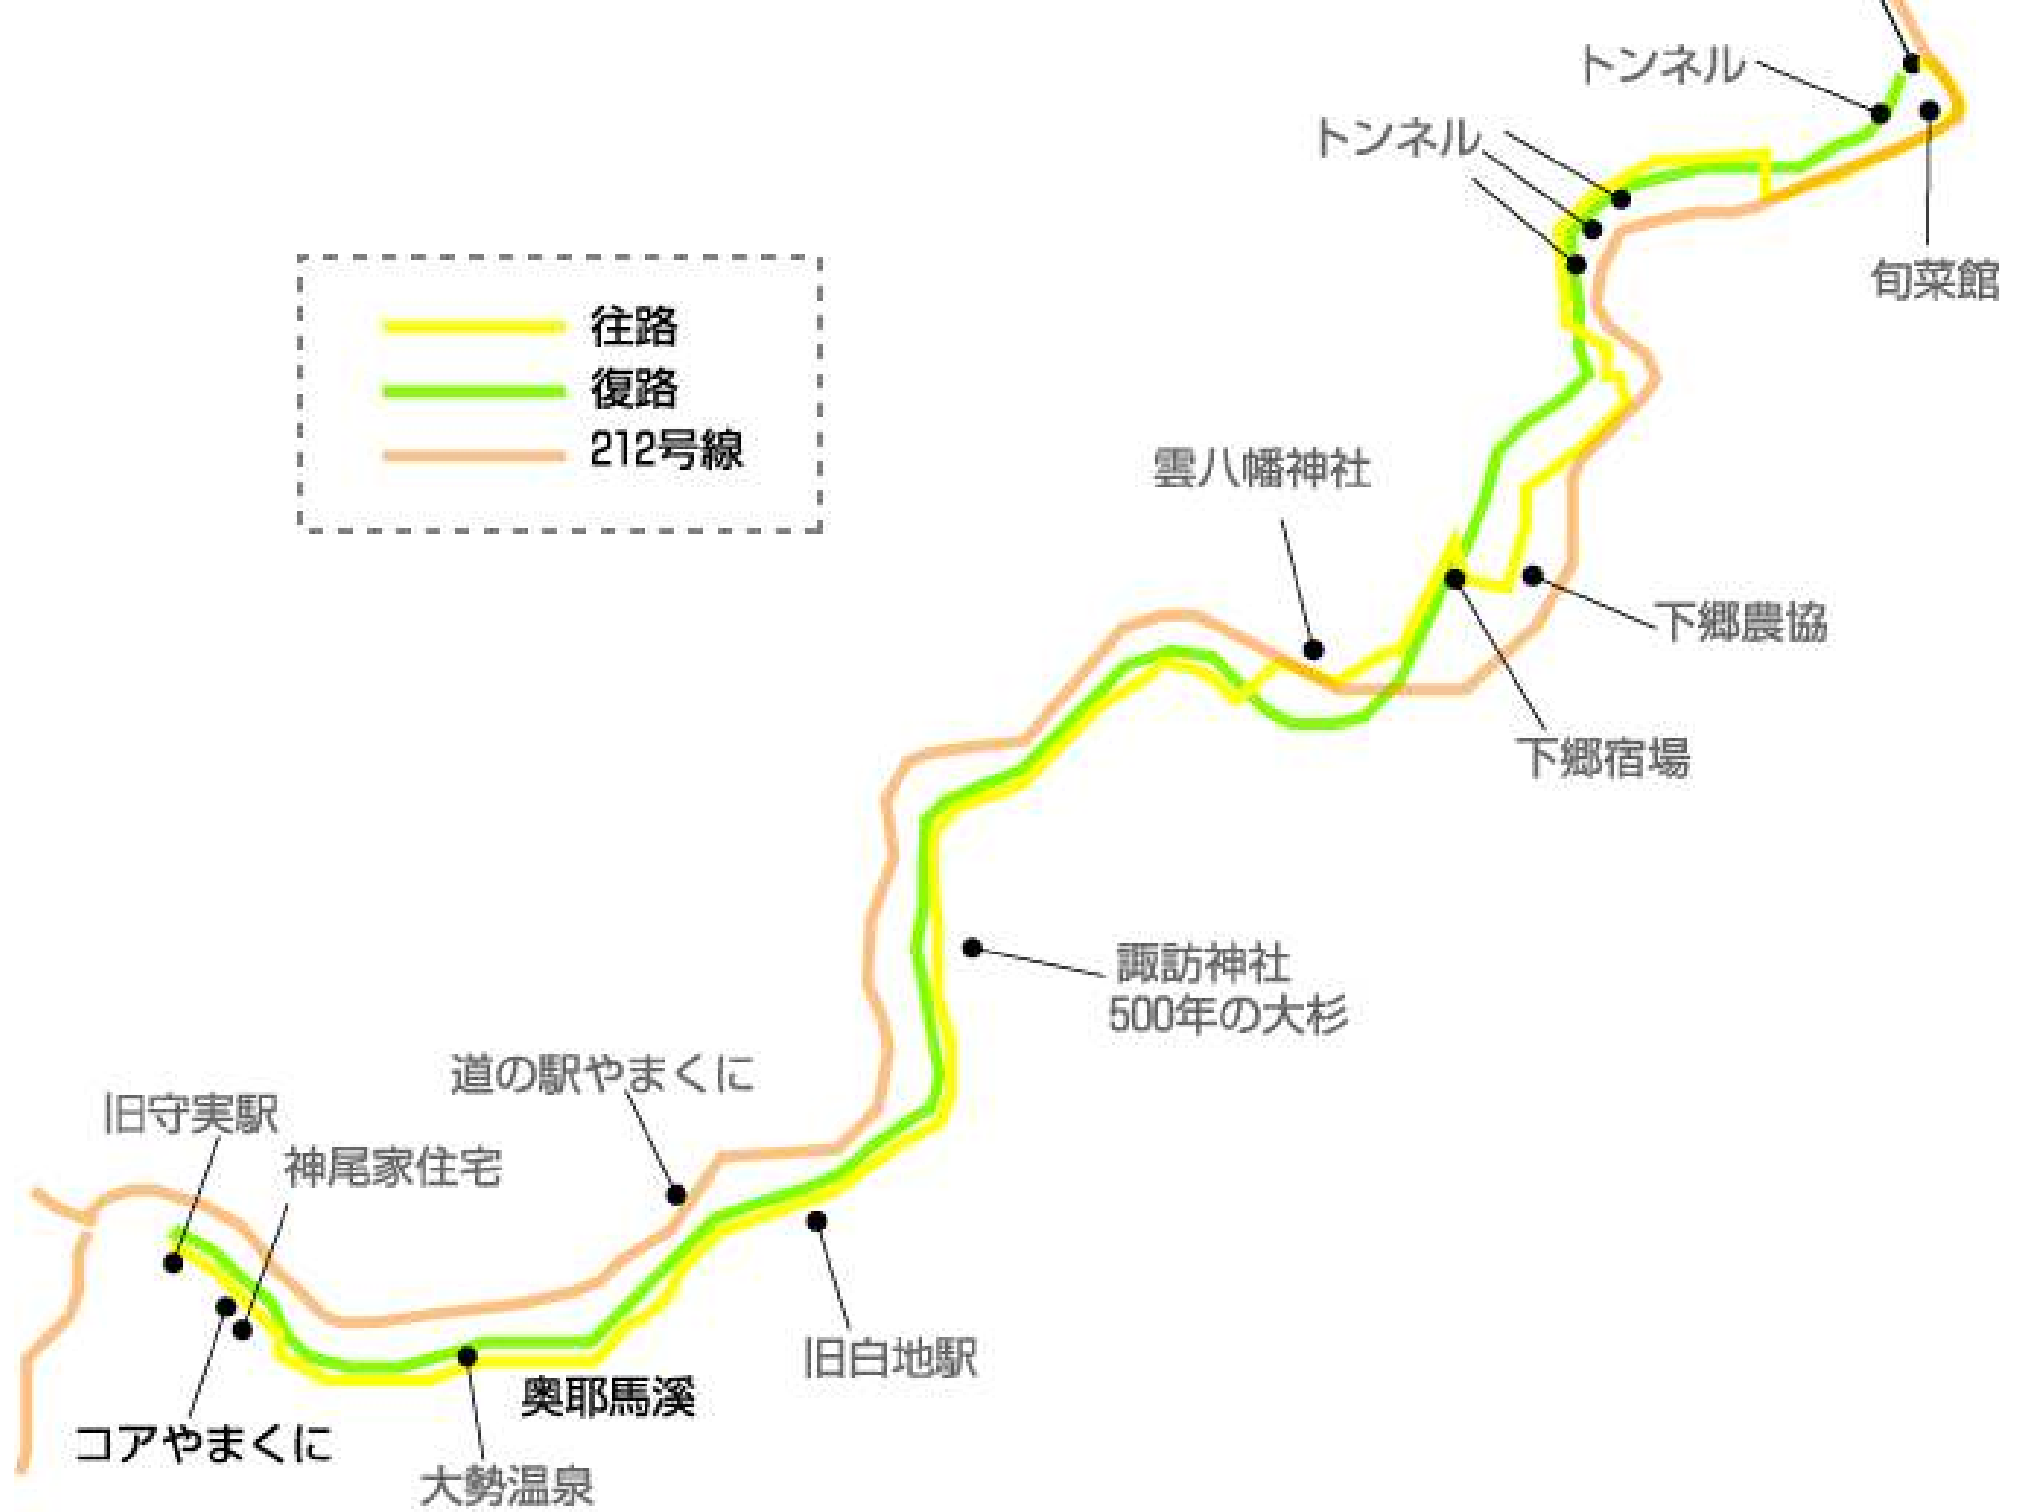 トンネル
トンネル
旬菜館
往路
復路
212号線
雲八幡神社
下郷農協
下郷宿場
諏訪神社
500年の大杉
道の駅やまくに
旧守実駅
神尾家住宅
旧白地駅
奥耶馬溪
コアやまくに
大勢温泉